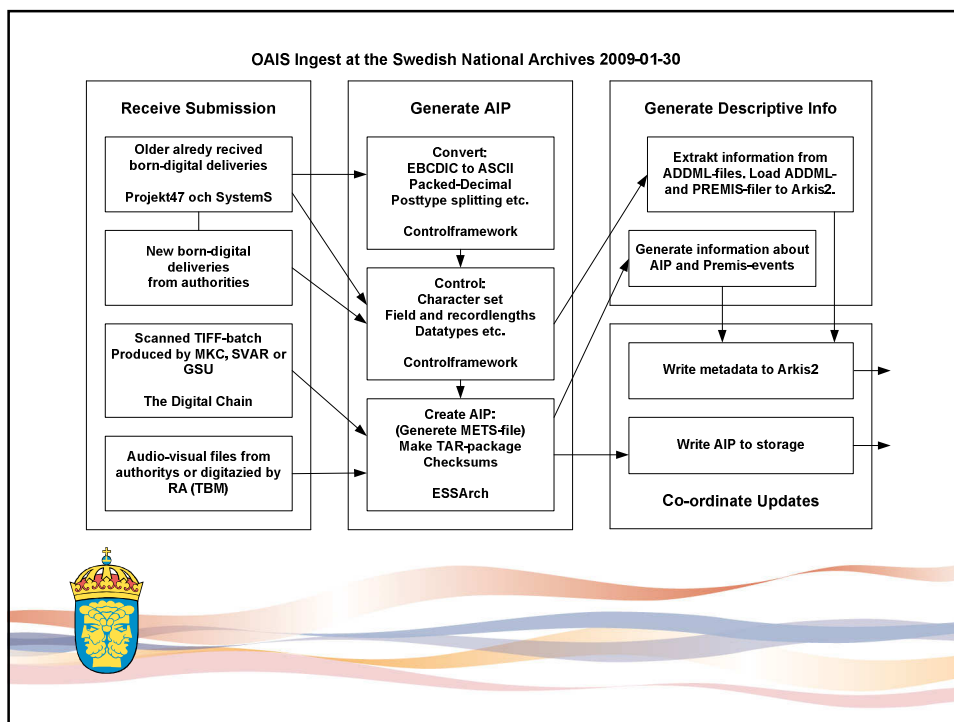 OAIS Ingest at the Swedish National Archives 2009-01-30
Receive Submission
Older alredy recived
born-digital deliveries
Projekt47 och SystemS
New born-digital
deliveries
from authorities
Scanned TIFF-batch
Produced by MKC, SVAR or
GSU
The Digital Chain
Audio-visual files from
authoritys or digitazied by
RA (TBM)
Generate AIP
Convert:
EBCDIC to ASCII
Packed-Decimal
Posttype splitting etc.
Controlframework
Control:
Character set
Field and recordlengths
Datatypes etc.
Controlframework
Create AIP:
(Generete METS-file)
Make TAR-package
Checksums
ESSArch
Generate Descriptive Info
Extrakt information from
ADDML-files. Load ADDML-
and PREMIS-filer to Arkis2.
Generate information about
AIP and Premis-events
Write metadata to Arkis2
Write AIP to storage
Co-ordinate Updates